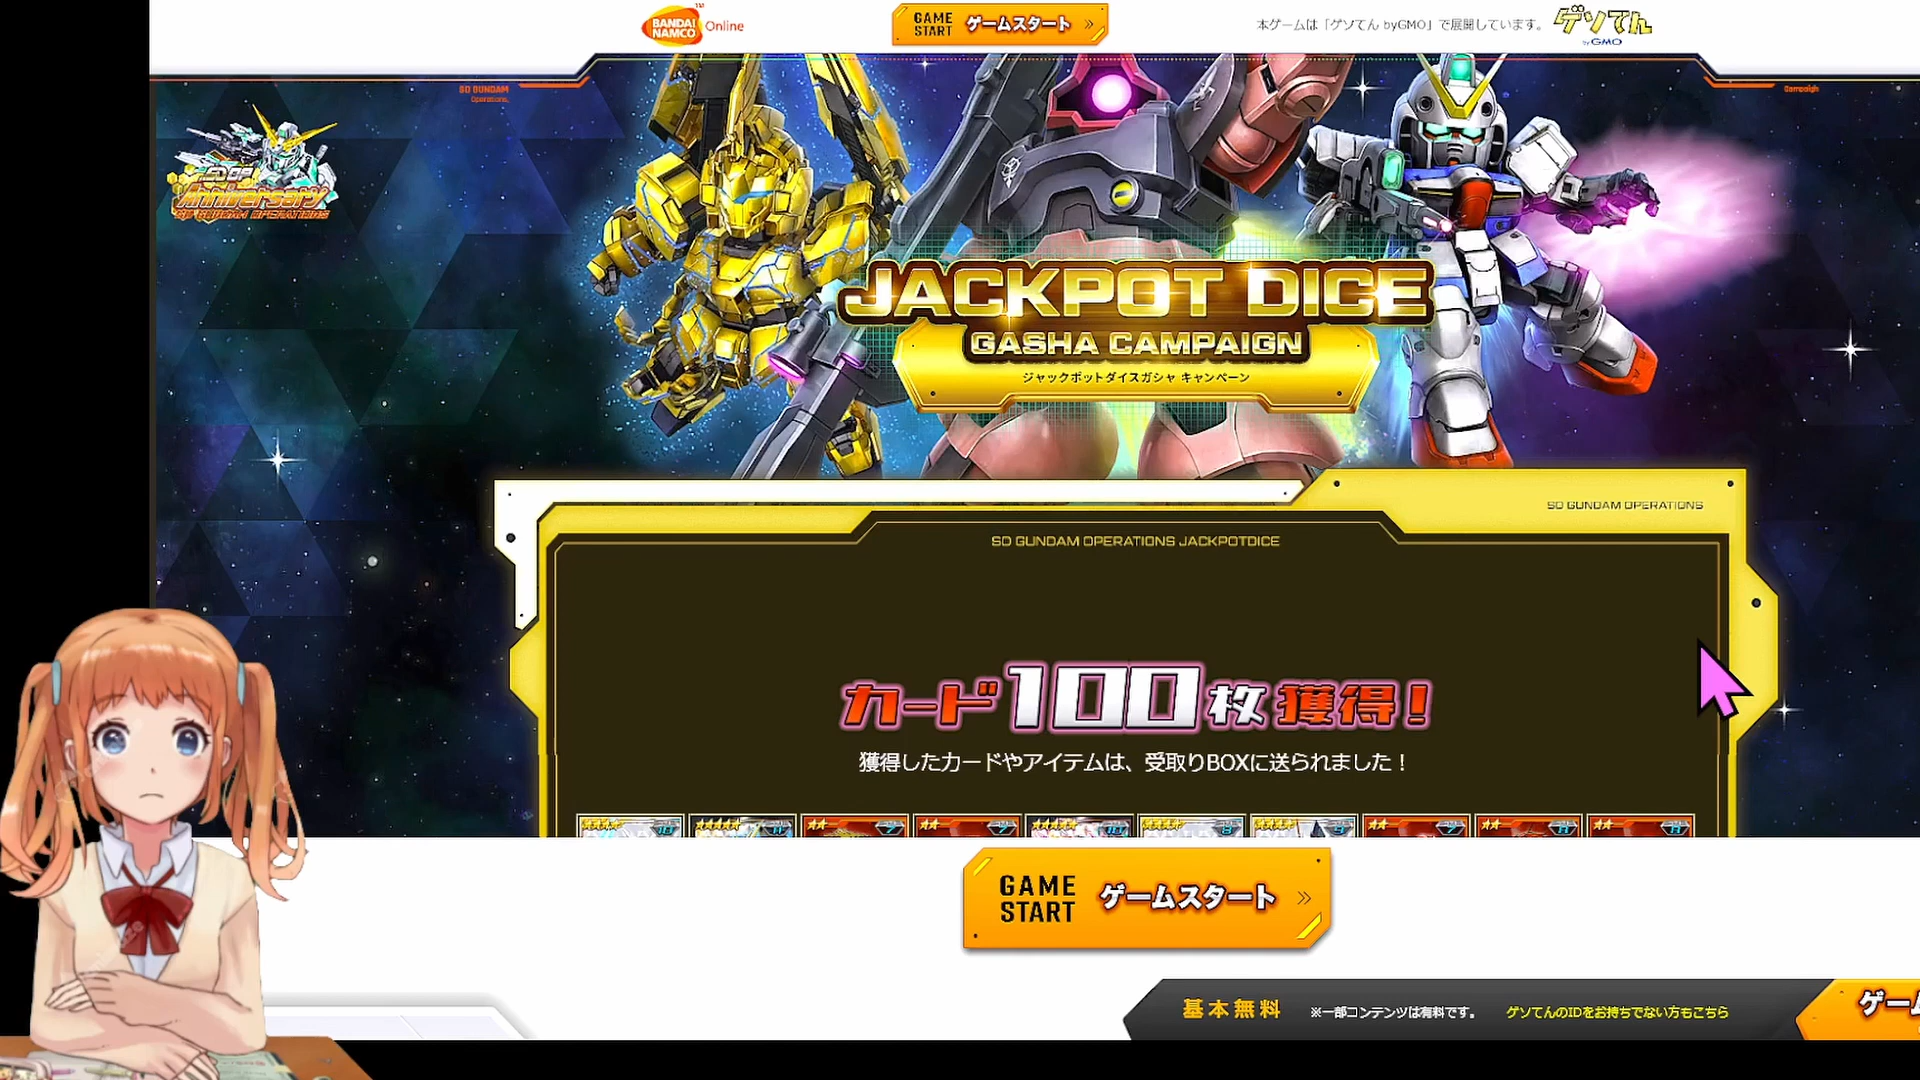 BANDAI NAMCO Online
GAME START ゲームスタート
本ゲームは「ゲソてん byGMO」で展開しています。
ゲソてん
by GMO
SD GUNDAM
Operations.
Campaign
SDOP
Anniversary
SD GUNDAM OPERATIONS
JACKPOT DICE
GASHA CAMPAIGN
ジャックポットダイスガシャ キャンペーン
SD GUNDAM OPERATIONS
SD GUNDAM OPERATIONS JACKPOTDICE
カード100枚獲得!
獲得したカードやアイテムは、受取りBOXに送られました!
GAME START ゲームスタート
基本無料 ※一部コンテンツは有料です。 ゲソてんのIDをお持ちでない方もこちら